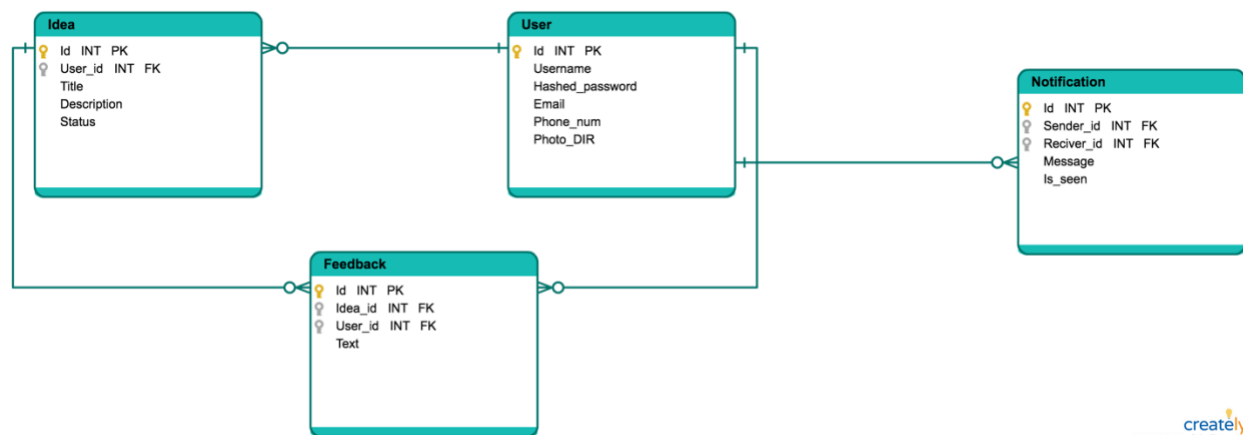 Idea
Id INT PK
User_id INT FK
Title
Description
Status
User
Id INT PK
Username
Hashed_password
Email
Phone_num
Photo_DIR
Notification
Id INT PK
Sender_id INT FK
Reciver_id INT FK
Message
Is_seen
Feedback
Id INT PK
Idea_id INT FK
User_id INT FK
Text
creately